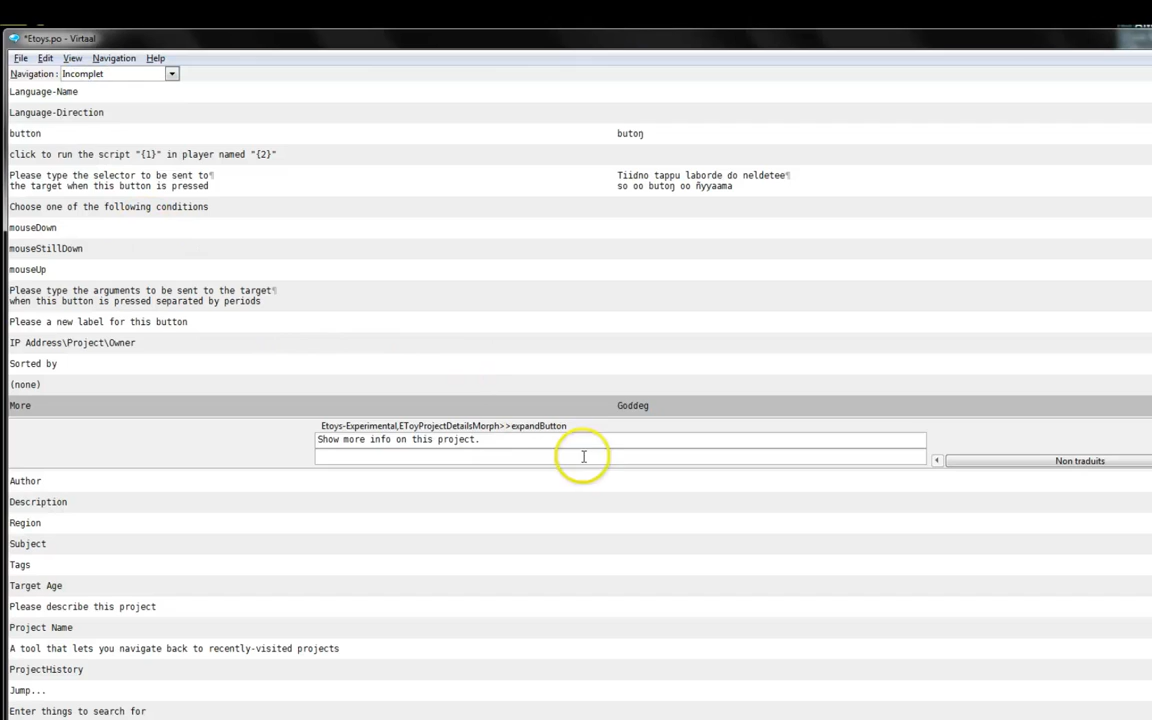 *Etoys.po - Virtaal
File Edit View Navigation Help
Navigation : Incomplet
Language-Name
Language-Direction
button butoŋ
click to run the script "{1}" in player named "{2}"
Please type the selector to be sent to¶ Tiidno tappu laborde do neldetee¶
the target when this button is pressed so oo butoŋ oo ñyyaama
Choose one of the following conditions
mouseDown
mouseStillDown
mouseUp
Please type the arguments to be sent to the target¶
when this button is pressed separated by periods
Please a new label for this button
IP Address\Project\Owner
Sorted by
(none)
More Goddeg
Etoys-Experimental,EToyProjectDetailsMorph>>expandButton
Show more info on this project.
Non traduits
Author
Description
Region
Subject
Tags
Target Age
Please describe this project
Project Name
A tool that lets you navigate back to recently-visited projects
ProjectHistory
Jump...
Enter things to search for